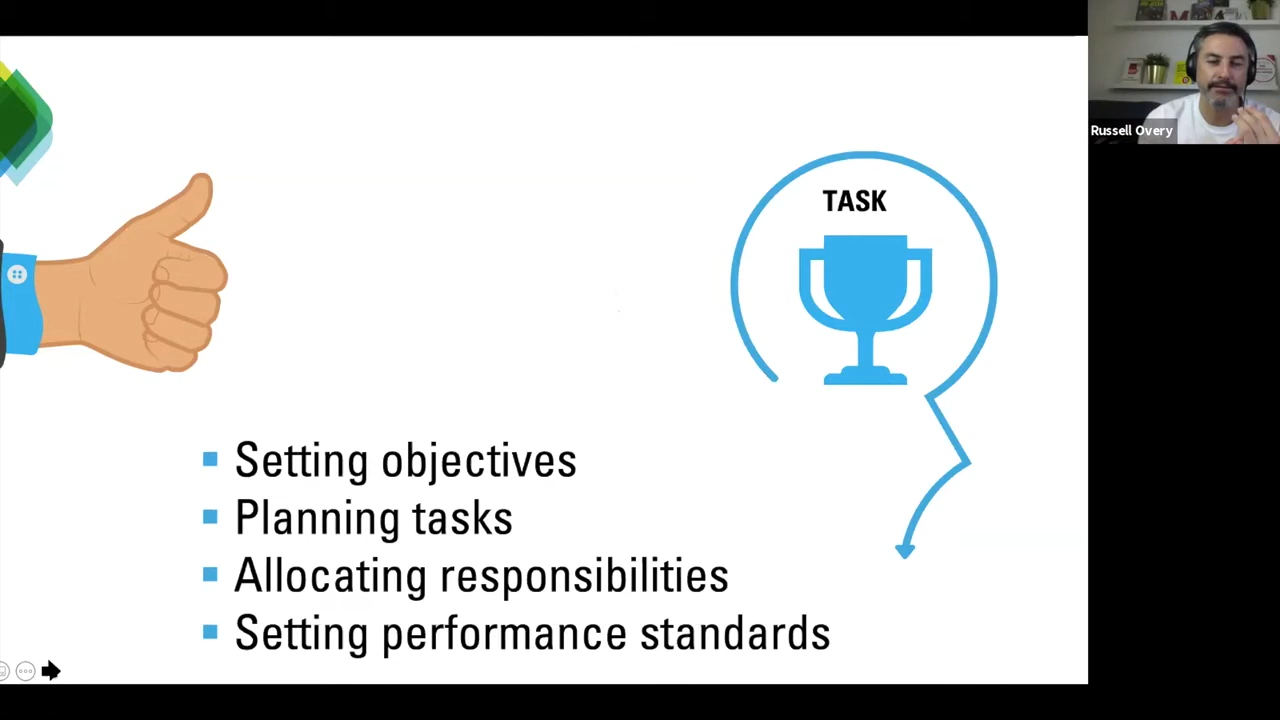 TASK
Setting objectives
Planning tasks
Allocating responsibilities
Setting performance standards
Russell Overy